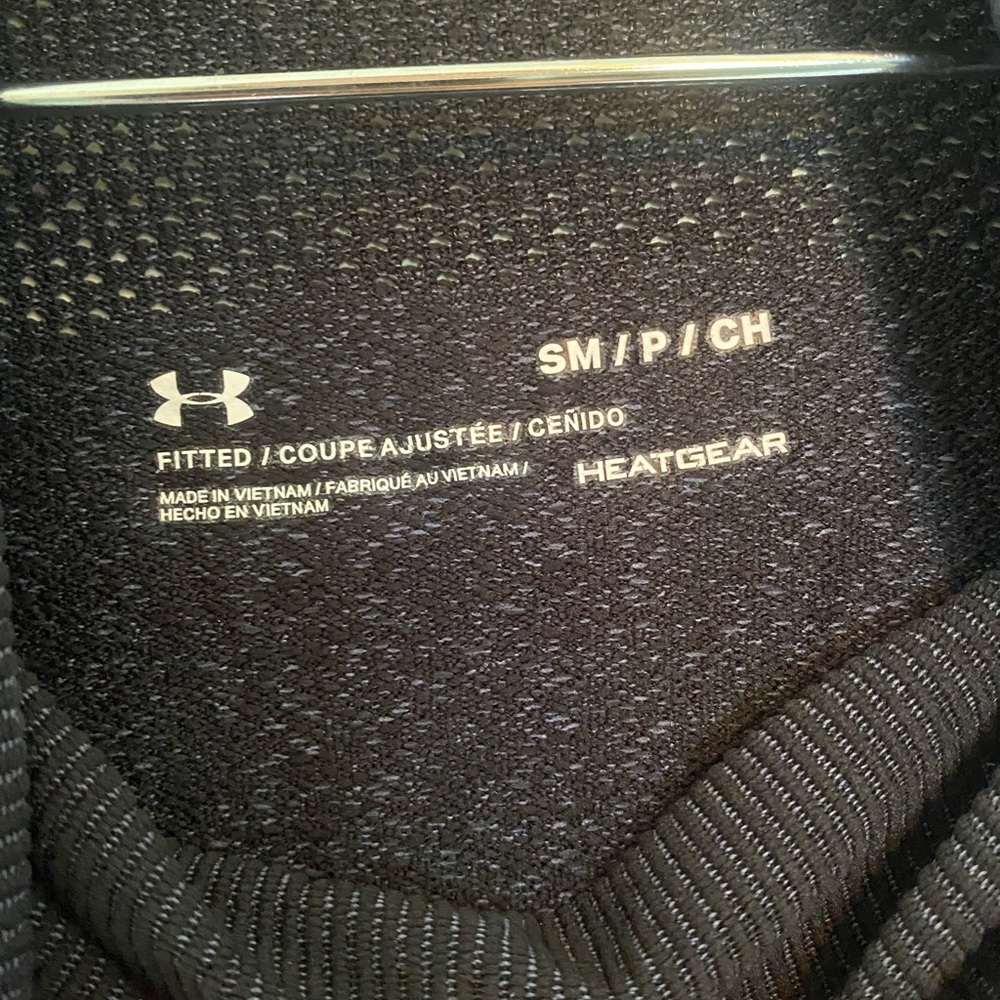 SM / P / CH
FITTED / COUPE AJUSTÉE / CEÑIDO
HEATGEAR
MADE IN VIETNAM / FABRIQUÉ AU VIETNAM /
HECHO EN VIETNAM